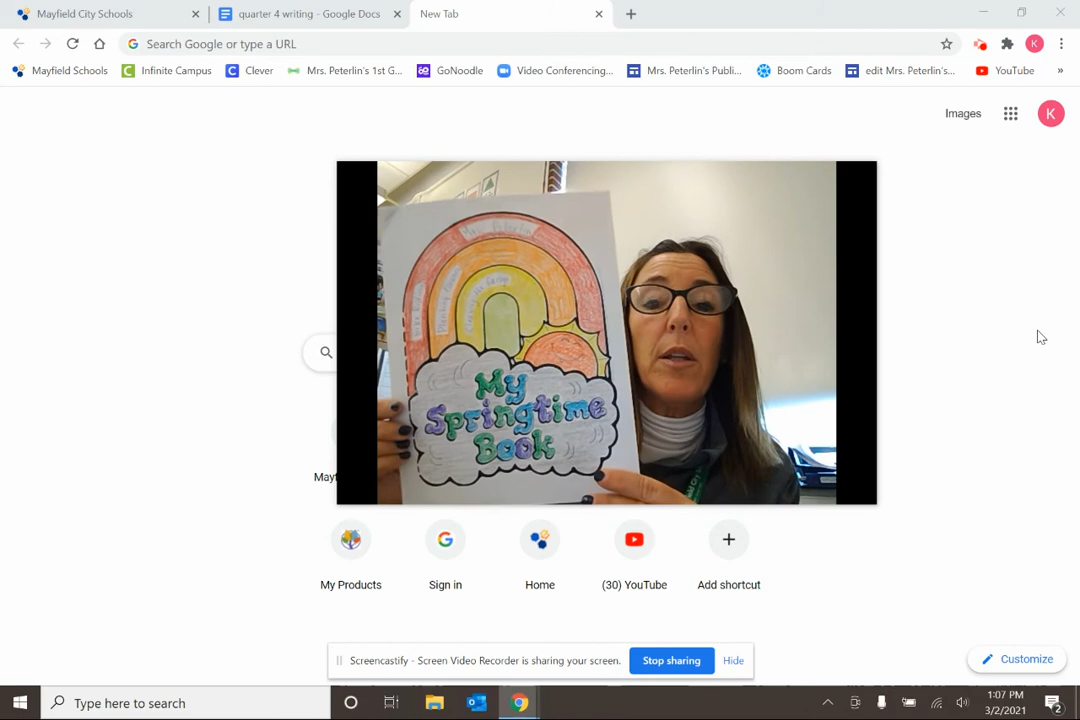 Mayfield City Schools
quarter 4 writing - Google Docs
New Tab
Search Google or type a URL
K
Mayfield Schools
Infinite Campus
Clever
Mrs. Peterlin's 1st G...
GoNoodle
Video Conferencing...
Mrs. Peterlin's Publi...
Boom Cards
edit Mrs. Peterlin's...
YouTube
»
Images
K
My
Springtime
Book
Mayf
My Products
Sign in
Home
(30) YouTube
Add shortcut
Screencastify - Screen Video Recorder is sharing your screen.
Stop sharing
Hide
Customize
Type here to search
1:07 PM
3/2/2021
2